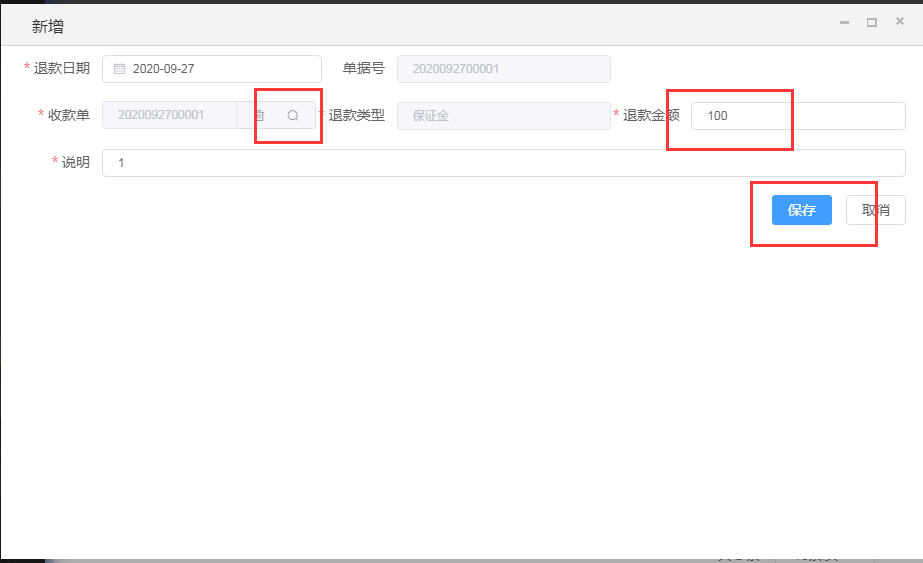 新增
* 退款日期 2020-09-27 单据号 2020092700001
* 收款单 2020092700001 * 退款类型 保证金 * 退款金额 100
* 说明 1
保存 取消